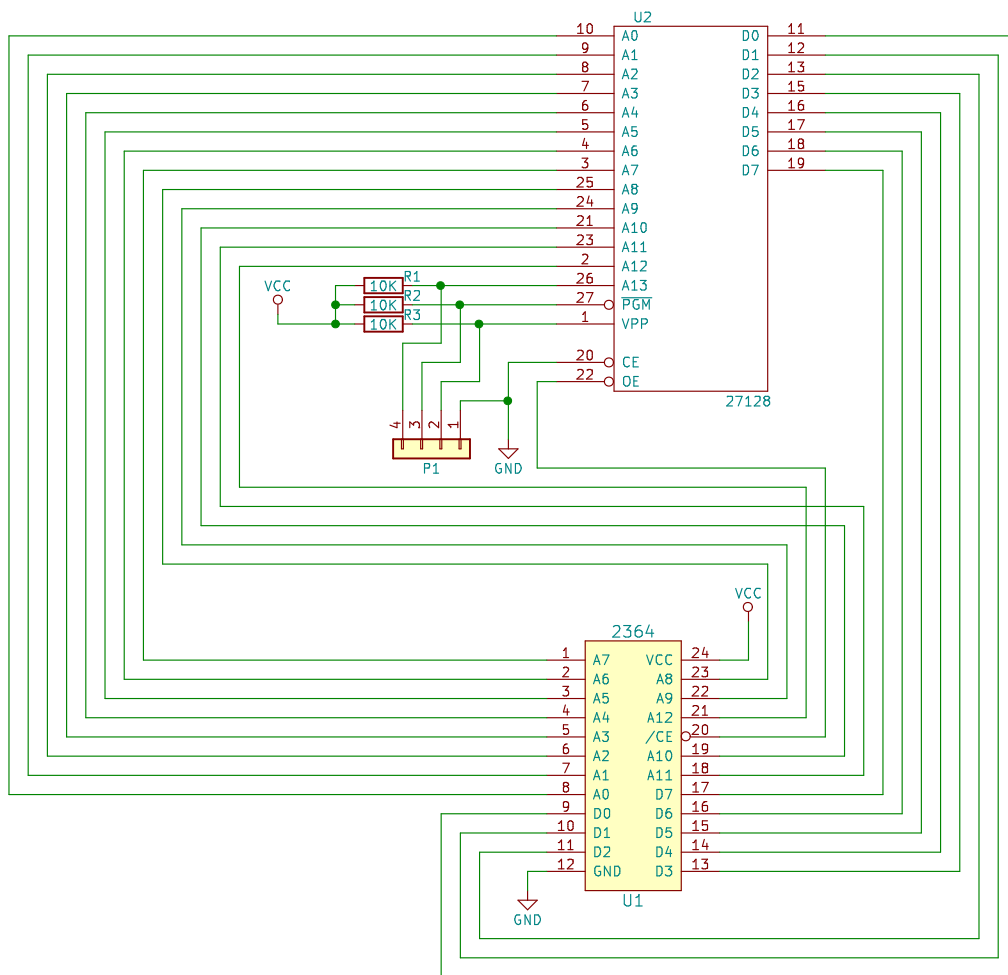 U2
10 A0 D0 11
9 A1 D1 12
8 A2 D2 13
7 A3 D3 15
6 A4 D4 16
5 A5 D5 17
4 A6 D6 18
3 A7 D7 19
25 A8
24 A9
21 A10
23 A11
2 A12
VCC 10K R1 26 A13
10K R2 27 PGM
10K R3 1 VPP
20 CE
22 OE
27128
4 3 2 1
P1 GND
VCC
2364
1 A7 VCC 24
2 A6 A8 23
3 A5 A9 22
4 A4 A12 21
5 A3 /CE 20
6 A2 A10 19
7 A1 A11 18
8 A0 D7 17
9 D0 D6 16
10 D1 D5 15
11 D2 D4 14
12 GND D3 13
U1
GND